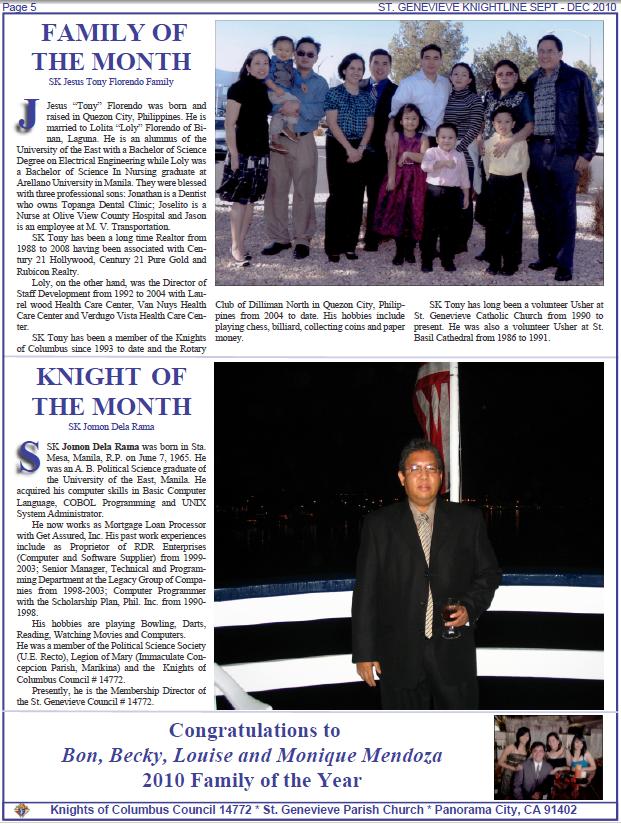 Page 5
ST. GENEVIEVE KNIGHTLINE SEPT - DEC 2010
FAMILY OF
THE MONTH
SK Jesus Tony Florendo Family
J Jesus “Tony” Florendo was born and
raised in Quezon City, Philippines. He is
married to Lolita “Loly” Florendo of Bi-
nan, Laguna. He is an alumnus of the
University of the East with a Bachelor of Science
Degree on Electrical Engineering while Loly was
a Bachelor of Science In Nursing graduate at
Arellano University in Manila. They were blessed
with three professional sons: Jonathan is a Dentist
who owns Topanga Dental Clinic; Joselito is a
Nurse at Olive View County Hospital and Jason
is an employee at M. V. Transportation.
SK Tony has been a long time Realtor from
1988 to 2008 having been associated with Cen-
tury 21 Hollywood, Century 21 Pure Gold and
Rubicon Realty.
Loly, on the other hand, was the Director of
Staff Development from 1992 to 2004 with Lau-
rel wood Health Care Center, Van Nuys Health
Care Center and Verdugo Vista Health Care Cen-
ter.
SK Tony has been a member of the Knights
of Columbus since 1993 to date and the Rotary
Club of Dilliman North in Quezon City, Philip-
pines from 2004 to date. His hobbies include
playing chess, billiard, collecting coins and paper
money.
SK Tony has long been a volunteer Usher at
St. Genevieve Catholic Church from 1990 to
present. He was also a volunteer Usher at St.
Basil Cathedral from 1986 to 1991.
KNIGHT OF
THE MONTH
SK Jomon Dela Rama
S SK Jomon Dela Rama was born in Sta.
Mesa, Manila, R.P. on June 7, 1965. He
was an A. B. Political Science graduate of
the University of the East, Manila. He
acquired his computer skills in Basic Computer
Language, COBOL Programming and UNIX
System Administrator.
He now works as Mortgage Loan Processor
with Get Assured, Inc. His past work experiences
include as Proprietor of RDR Enterprises
(Computer and Software Supplier) from 1999-
2003; Senior Manager, Technical and Program-
ming Department at the Legacy Group of Compa-
nies from 1998-2003; Computer Programmer
with the Scholarship Plan, Phil. Inc. from 1990-
1998.
His hobbies are playing Bowling, Darts,
Reading, Watching Movies and Computers.
He was a member of the Political Science Society
(U.E. Recto), Legion of Mary (Immaculate Con-
cepcion Parish, Marikina) and the Knights of
Columbus Council # 14772.
Presently, he is the Membership Director of
the St. Genevieve Council # 14772.
Congratulations to
Bon, Becky, Louise and Monique Mendoza
2010 Family of the Year
Knights of Columbus Council 14772 * St. Genevieve Parish Church * Panorama City, CA 91402